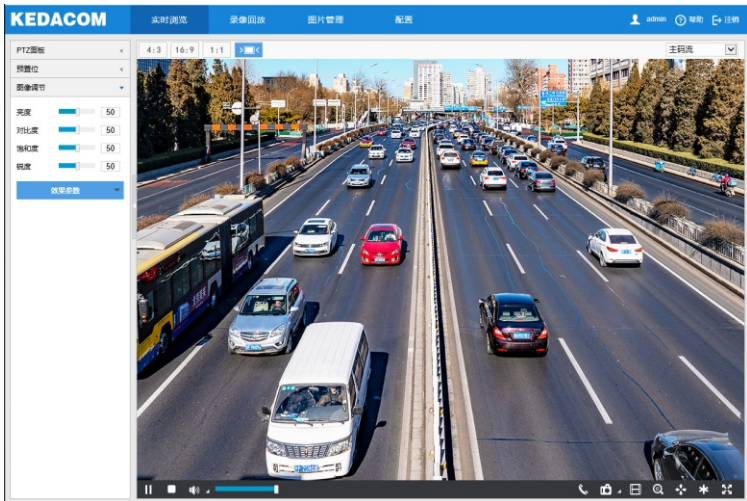 KEDACOM
实时浏览
录像回放
图片管理
配置
admin
帮助
注销
PTZ面板
预置位
图像调节
亮度
50
对比度
50
饱和度
50
锐度
50
效果参数
4:3
16:9
1:1
主码流